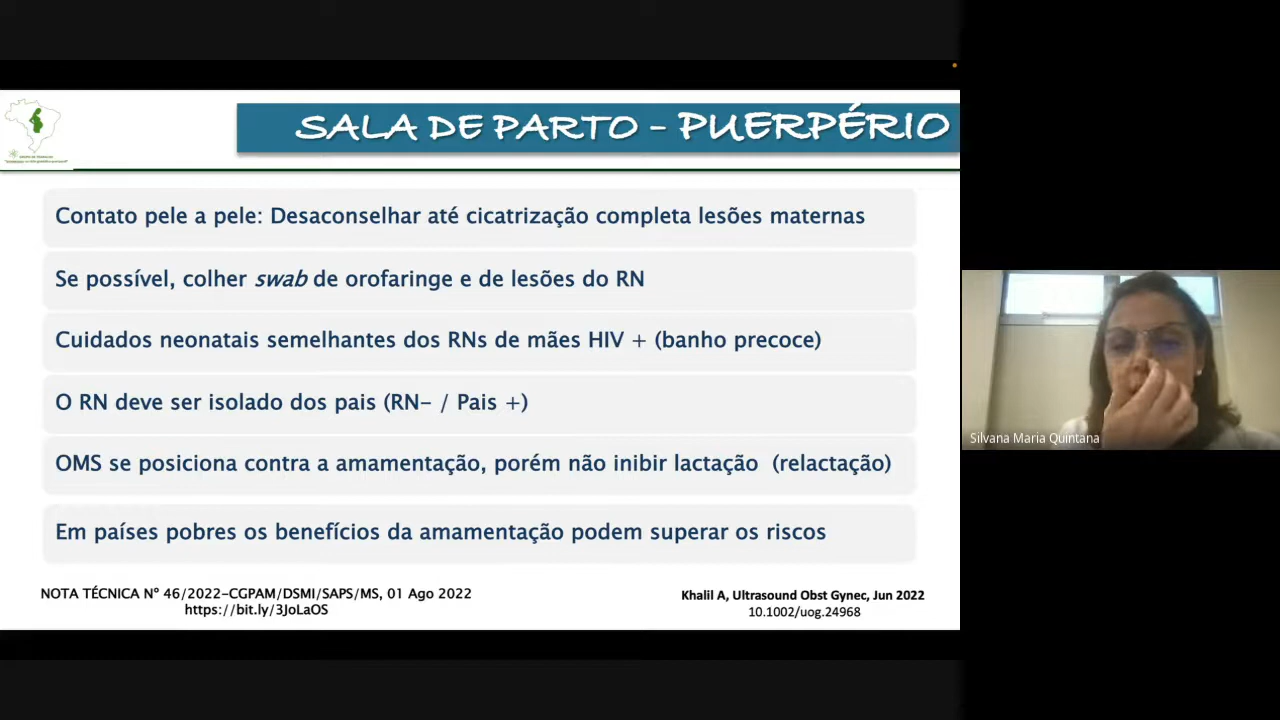 SALA DE PARTO - PUERPÉRIO
Contato pele a pele: Desaconselhar até cicatrização completa lesões maternas
Se possível, colher swab de orofaringe e de lesões do RN
Cuidados neonatais semelhantes dos RNs de mães HIV + (banho precoce)
O RN deve ser isolado dos pais (RN- / Pais +)
OMS se posiciona contra a amamentação, porém não inibir lactação (relactação)
Em países pobres os benefícios da amamentação podem superar os riscos
NOTA TÉCNICA Nº 46/2022-CGPAM/DSMI/SAPS/MS, 01 Ago 2022
https://bit.ly/3JoLaOS
Khalil A, Ultrasound Obst Gynec, Jun 2022
10.1002/uog.24968
Silvana Maria Quintana